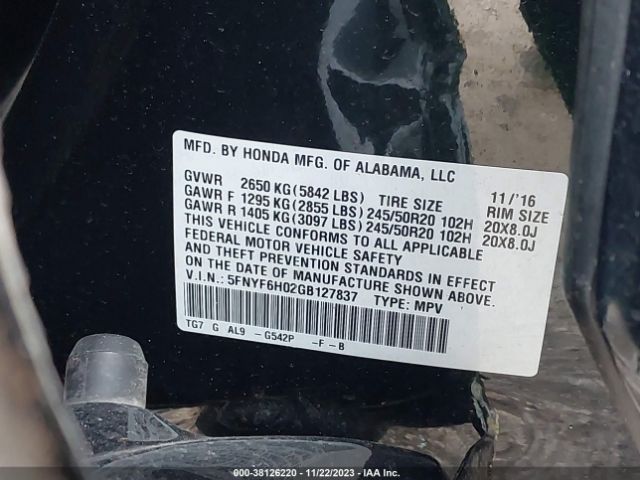 MFD. BY HONDA MFG. OF ALABAMA, LLC
GVWR 2650 KG(5842 LBS) TIRE SIZE 11/'16 RIM SIZE
GAWR F 1295 KG(2855 LBS) 245/50R20 102H 20X8.0J
GAWR R 1405 KG(3097 LBS) 245/50R20 102H 20X8.0J
THIS VEHICLE CONFORMS TO ALL APPLICABLE
FEDERAL MOTOR VEHICLE SAFETY
AND THEFT PREVENTION STANDARDS IN EFFECT
ON THE DATE OF MANUFACTURE SHOWN ABOVE.
V.I.N.: 5FNYF6H02GB127837 TYPE: MPV
TG7 G AL9 -G542P -F-B
000-38126220 - 11/22/2023 - IAA Inc.